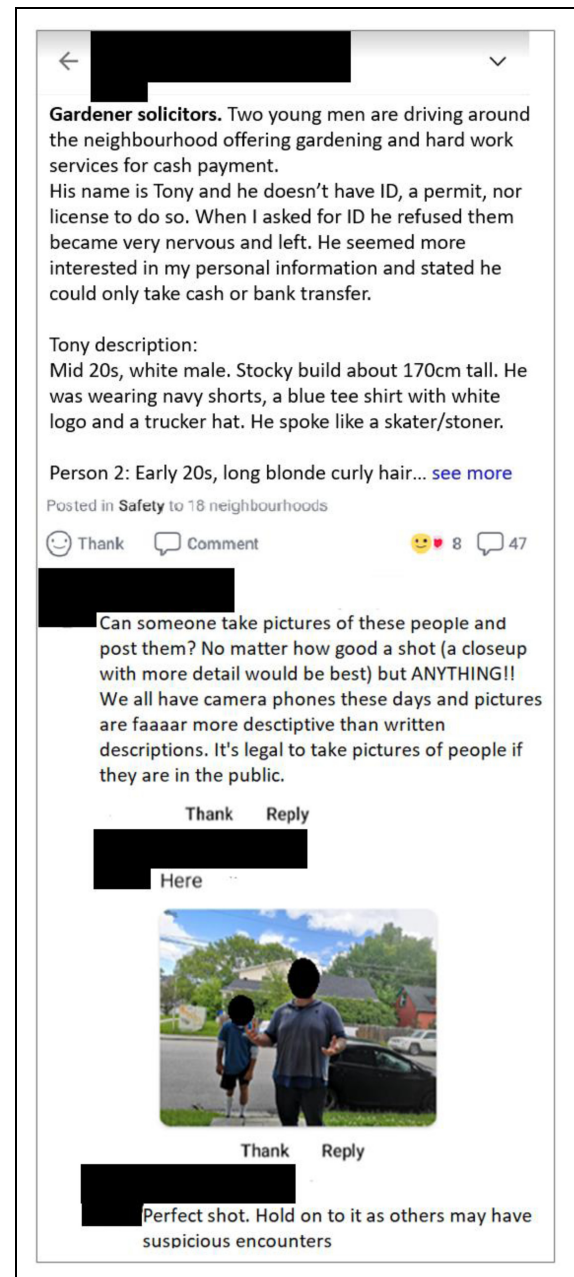 Gardener solicitors. Two young men are driving around
the neighbourhood offering gardening and hard work
services for cash payment.
His name is Tony and he doesn’t have ID, a permit, nor
license to do so. When I asked for ID he refused them
became very nervous and left. He seemed more
interested in my personal information and stated he
could only take cash or bank transfer.
Tony description:
Mid 20s, white male. Stocky build about 170cm tall. He
was wearing navy shorts, a blue tee shirt with white
logo and a trucker hat. He spoke like a skater/stoner.
Person 2: Early 20s, long blonde curly hair... see more
Posted in Safety to 18 neighbourhoods
Thank Comment 8 47
Can someone take pictures of these people and
post them? No matter how good a shot (a closeup
with more detail would be best) but ANYTHING!!
We all have camera phones these days and pictures
are faaaar more desctiptive than written
descriptions. It's legal to take pictures of people if
they are in the public.
Thank Reply
Here
Thank Reply
Perfect shot. Hold on to it as others may have
suspicious encounters